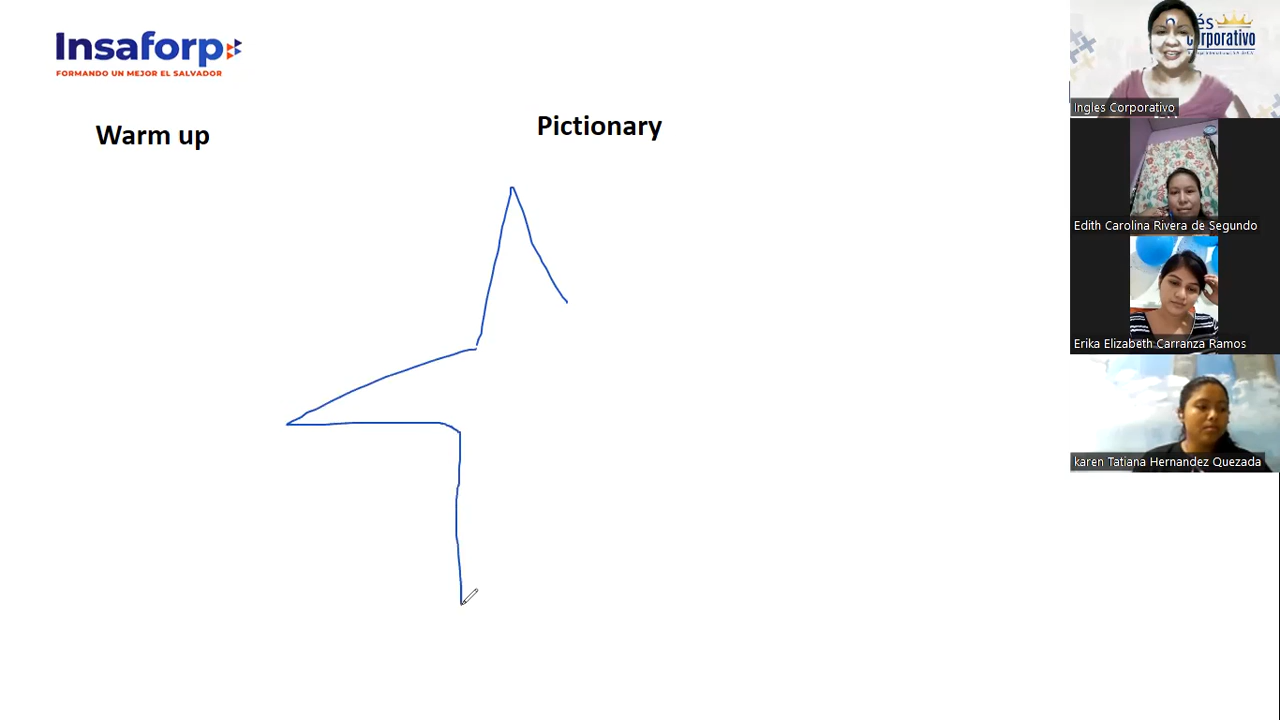 Insaforp
FORMANDO UN MEJOR EL SALVADOR
Warm up
Pictionary
corporativo
Ingles Corporativo
Edith Carolina Rivera de Segundo
Erika Elizabeth Carranza Ramos
karen Tatiana Hernandez Quezada